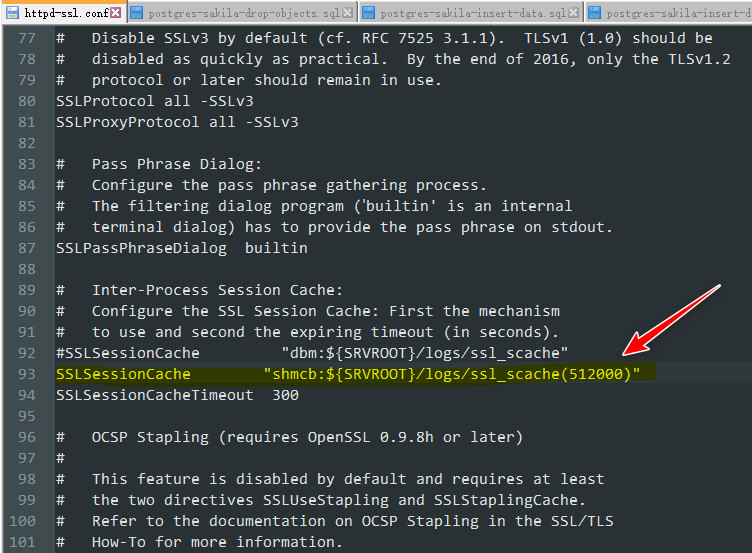 httpd-ssl.conf postgres-sakila-drop-objects.sql postgres-sakila-insert-data.sql postgres-sakila-insert-
77 #   Disable SSLv3 by default (cf. RFC 7525 3.1.1).  TLSv1 (1.0) should be
78 #   disabled as quickly as practical.  By the end of 2016, only the TLSv1.2
79 #   protocol or later should remain in use.
80 SSLProtocol all -SSLv3
81 SSLProxyProtocol all -SSLv3
82
83 #   Pass Phrase Dialog:
84 #   Configure the pass phrase gathering process.
85 #   The filtering dialog program (`builtin' is an internal
86 #   terminal dialog) has to provide the pass phrase on stdout.
87 SSLPassPhraseDialog  builtin
88
89 #   Inter-Process Session Cache:
90 #   Configure the SSL Session Cache: First the mechanism
91 #   to use and second the expiring timeout (in seconds).
92 #SSLSessionCache         "dbm:${SRVROOT}/logs/ssl_scache"
93 SSLSessionCache        "shmcb:${SRVROOT}/logs/ssl_scache(512000)"
94 SSLSessionCacheTimeout  300
95
96 #   OCSP Stapling (requires OpenSSL 0.9.8h or later)
97 #
98 #   This feature is disabled by default and requires at least
99 #   the two directives SSLUseStapling and SSLStaplingCache.
100 #   Refer to the documentation on OCSP Stapling in the SSL/TLS
101 #   How-To for more information.